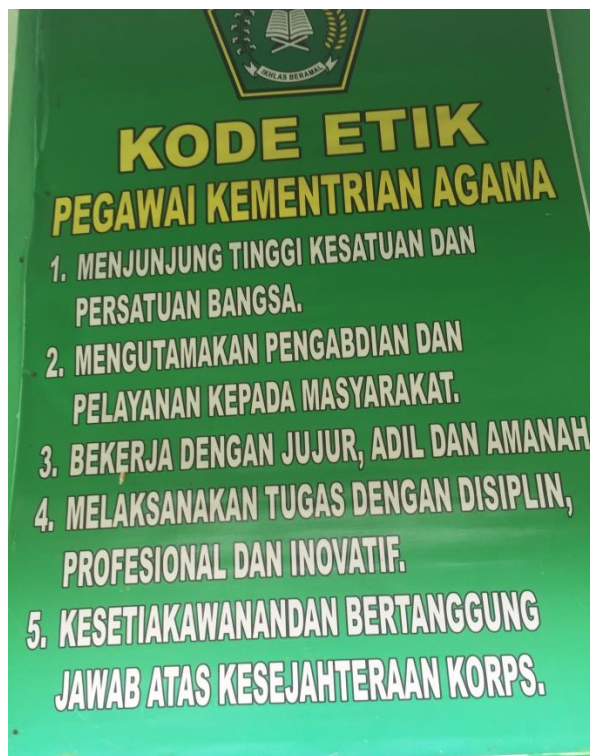 IKHLAS BERAMAL
KODE ETIK
PEGAWAI KEMENTRIAN AGAMA
1. MENJUNJUNG TINGGI KESATUAN DAN
PERSATUAN BANGSA.
2. MENGUTAMAKAN PENGABDIAN DAN
PELAYANAN KEPADA MASYARAKAT.
3. BEKERJA DENGAN JUJUR, ADIL DAN AMANAH
4. MELAKSANAKAN TUGAS DENGAN DISIPLIN,
PROFESIONAL DAN INOVATIF.
5. KESETIAKAWANANDAN BERTANGGUNG
JAWAB ATAS KESEJAHTERAAN KORPS.